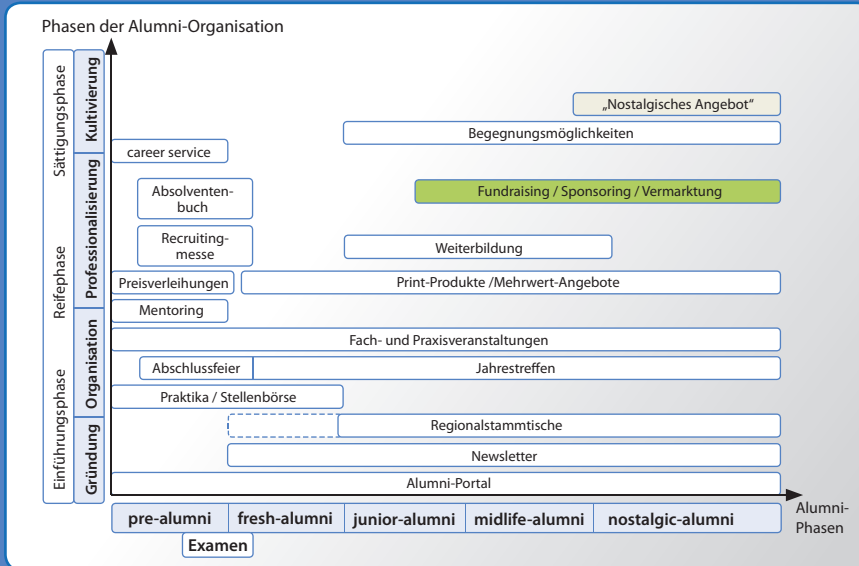 Phasen der Alumni-Organisation
Sättigungsphase
Reifephase
Einführungsphase
Kultivierung
Professionalisierung
Organisation
Gründung
„Nostalgisches Angebot“
Begegnungsmöglichkeiten
career service
Absolventen-
buch
Fundraising / Sponsoring / Vermarktung
Recruiting-
messe
Weiterbildung
Preisverleihungen
Print-Produkte /Mehrwert-Angebote
Mentoring
Fach- und Praxisveranstaltungen
Abschlussfeier
Jahrestreffen
Praktika / Stellenbörse
Regionalstammtische
Newsletter
Alumni-Portal
pre-alumni
fresh-alumni
junior-alumni
midlife-alumni
nostalgic-alumni
Alumni-
Phasen
Examen